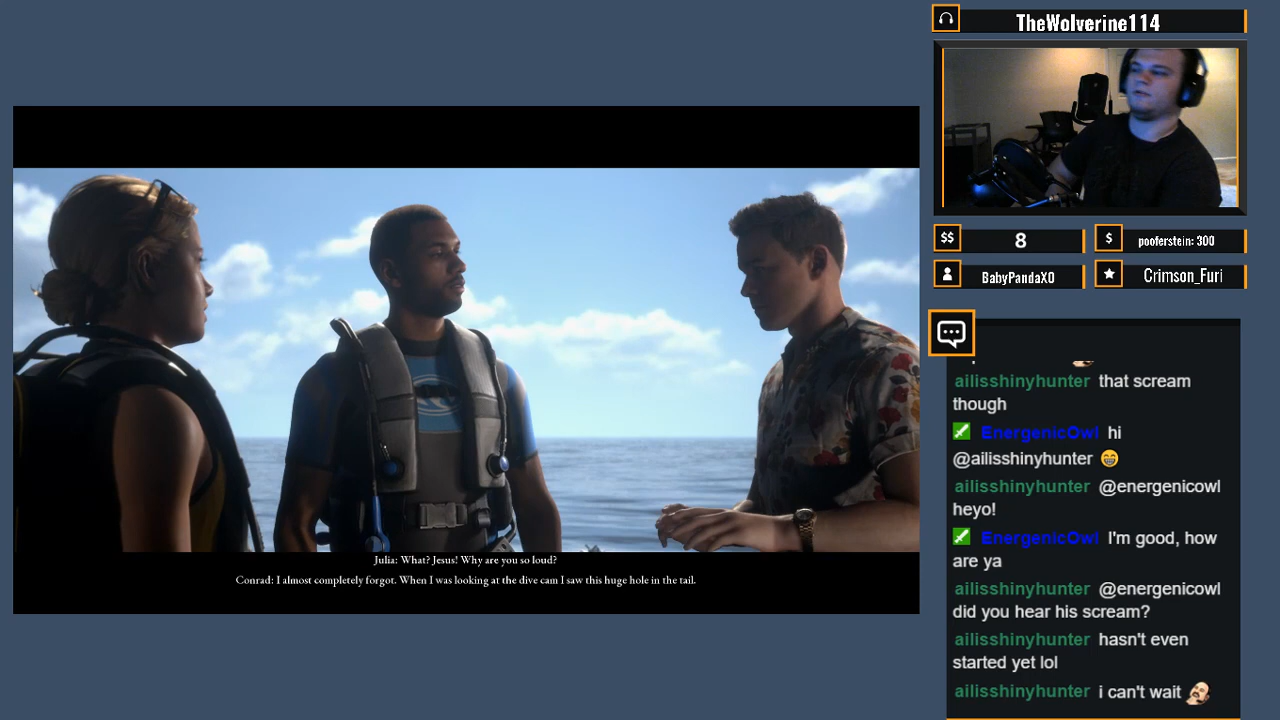 TheWolverine114
$$
8
$
pooferstein: 300
BabyPandaXO
Crimson_Furi
ailisshinyhunter that scream
though
EnergenicOwl hi
@ailisshinyhunter
ailisshinyhunter @energenicowl
heyo!
EnergenicOwl I'm good, how
are ya
ailisshinyhunter @energenicowl
did you hear his scream?
ailisshinyhunter hasn't even
started yet lol
ailisshinyhunter i can't wait
Julia: What? Jesus! Why are you so loud?
Conrad: I almost completely forgot. When I was looking at the dive cam I saw this huge hole in the tail.